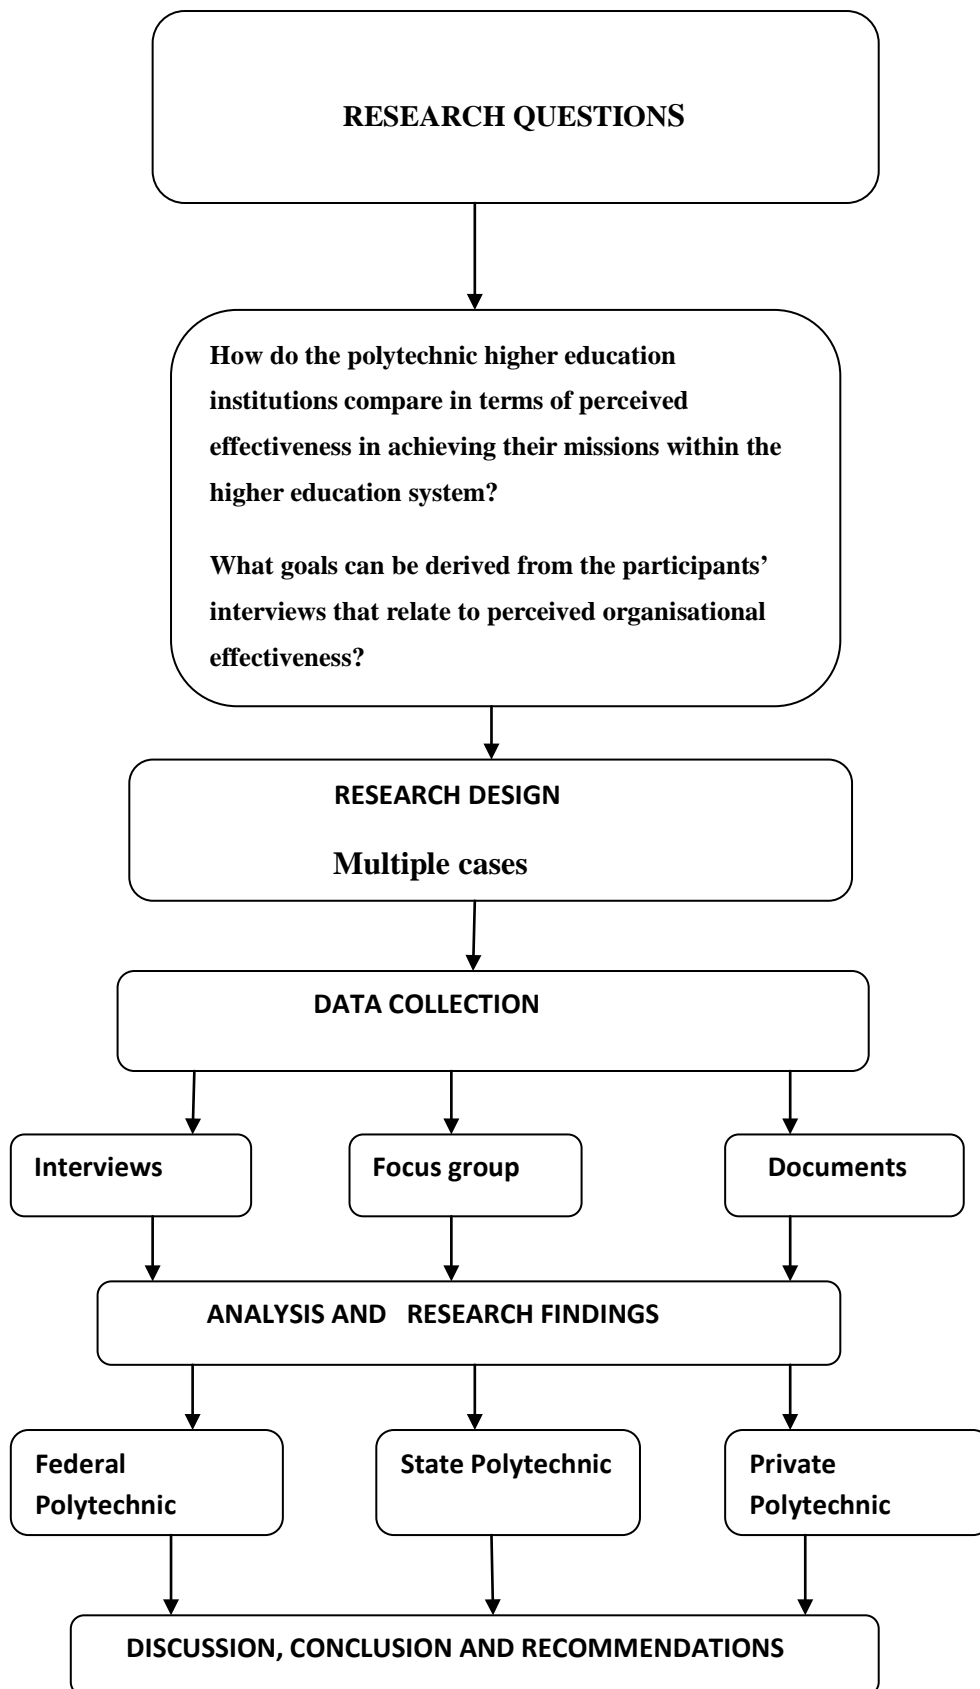 RESEARCH QUESTIONS
How do the polytechnic higher education
institutions compare in terms of perceived
effectiveness in achieving their missions within the
higher education system?
What goals can be derived from the participants’
interviews that relate to perceived organisational
effectiveness?
RESEARCH DESIGN
Multiple cases
DATA COLLECTION
Interviews
Focus group
Documents
ANALYSIS AND RESEARCH FINDINGS
Federal
Polytechnic
State Polytechnic
Private
Polytechnic
DISCUSSION, CONCLUSION AND RECOMMENDATIONS